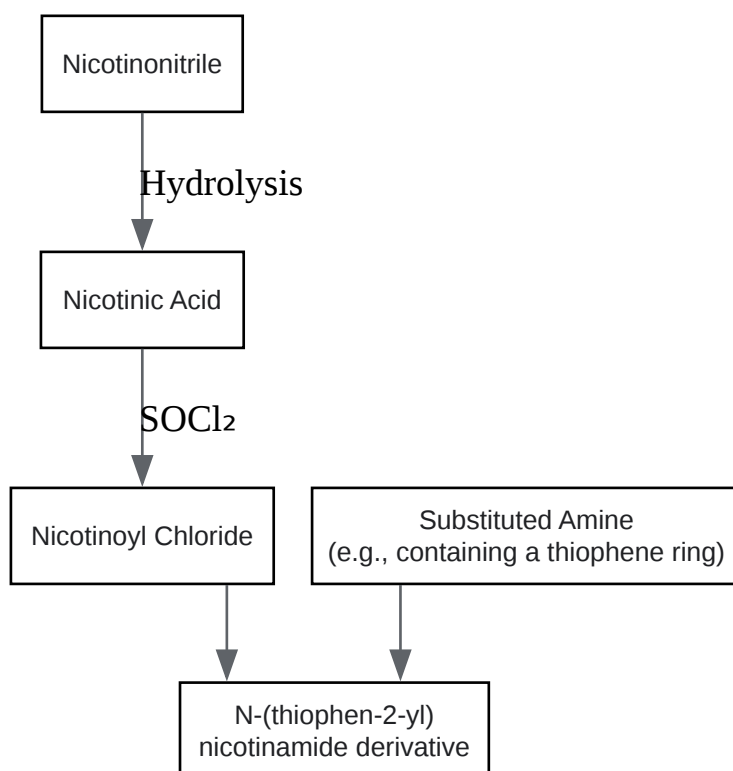 Nicotinonitrile
Hydrolysis
Nicotinic Acid
SOCl₂
Nicotinoyl Chloride
Substituted Amine
(e.g., containing a thiophene ring)
N-(thiophen-2-yl)
nicotinamide derivative